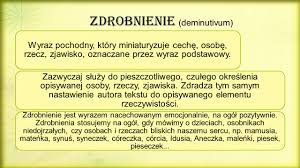 ZDROBNIENIE (deminutivum)
Wyraz pochodny, który miniaturyzuje cechę, osobę,
rzecz, zjawisko, oznaczane przez wyraz podstawowy.
Zazwyczaj służy do pieszczotliwego, czułego określenia
opisywanej osoby, rzeczy, zjawiska. Zdradza tym samym
nastawienie autora tekstu do opisywanego elementu
rzeczywistości.
Zdrobnienie jest wyrazem nacechowanym emocjonalnie, na ogół pozytywnie.
Zdrobnienia stosujemy na ogół, gdy mówimy o dzieciach, osobnikach
niedojrzałych, czy osobach i rzeczach bliskich naszemu sercu, np, mamusia,
mateńka, synuś, syneczek, córeczka, córcia, Idusia, Aneczka, maleńki, piesek,
pieseczek...